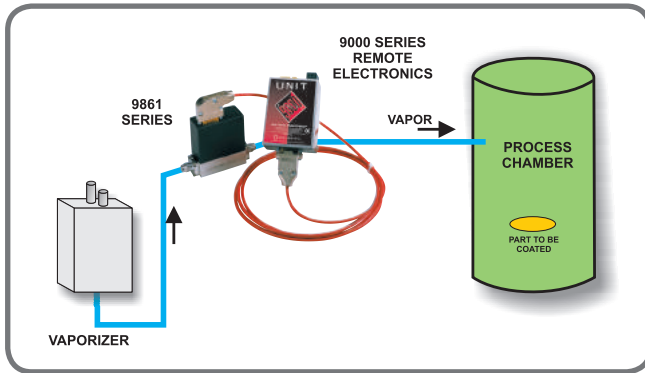 9000 SERIES
REMOTE
ELECTRONICS
9861
SERIES
UNIT
VAPOR
PROCESS
CHAMBER
PART TO BE
COATED
VAPORIZER